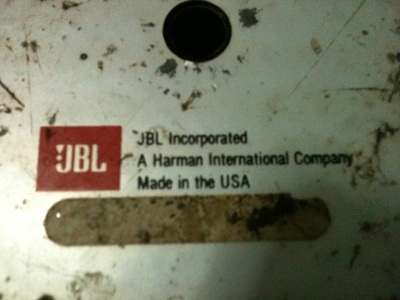 JBL
JBL Incorporated
A Harman International Company
Made in the USA